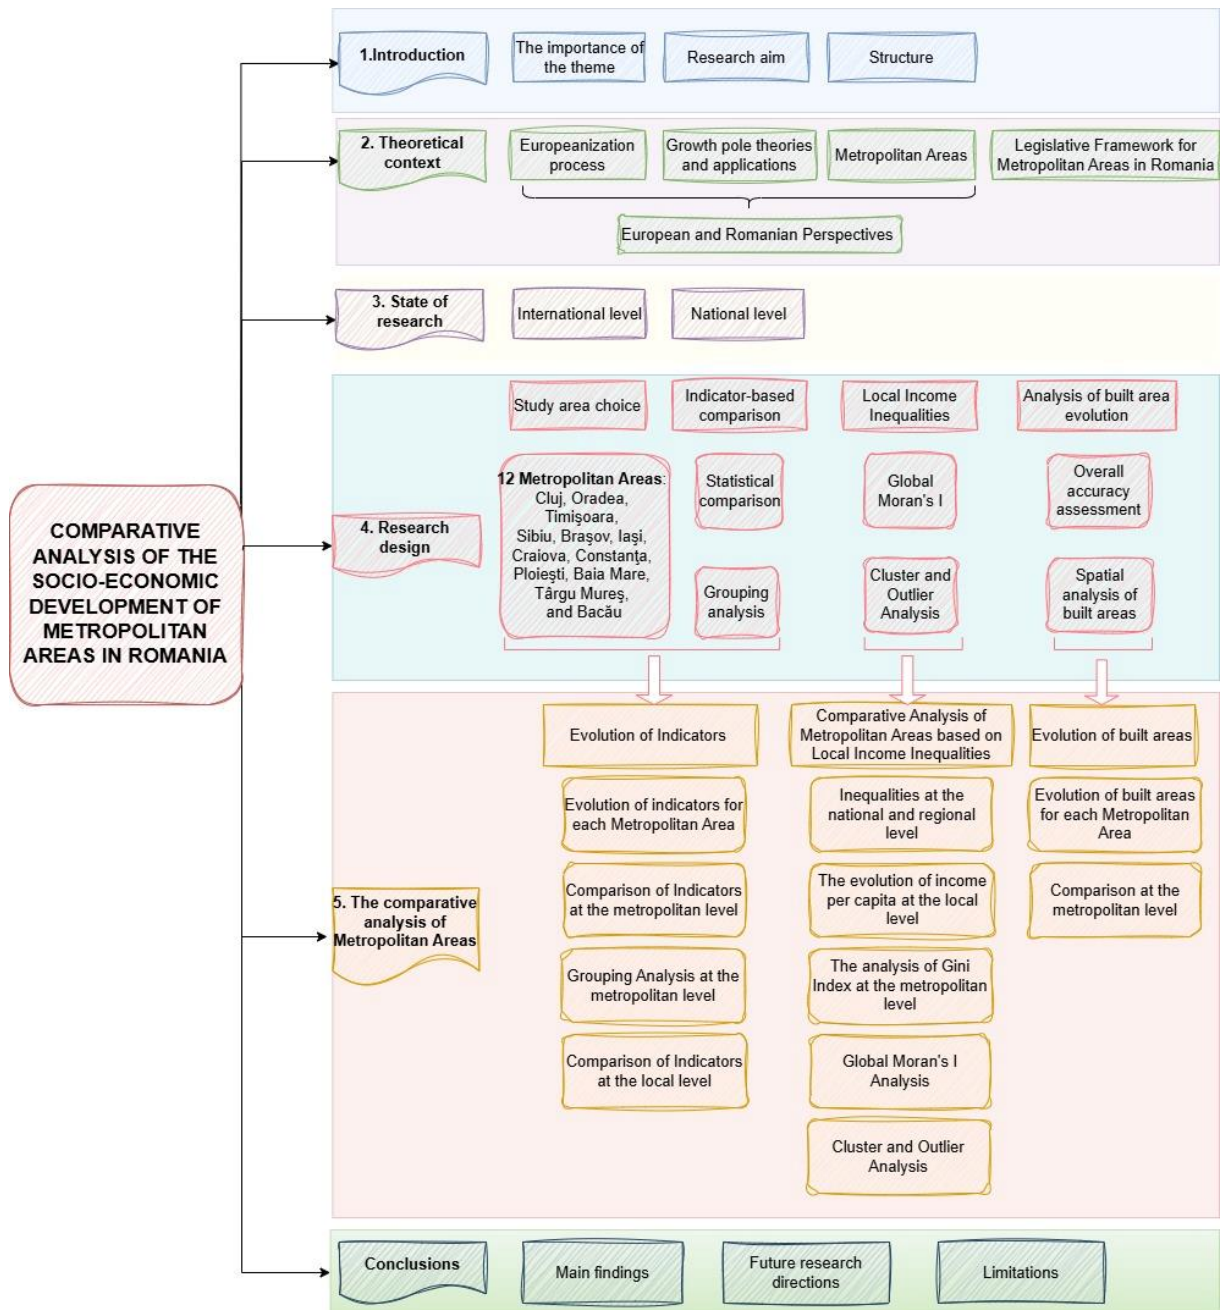 COMPARATIVE
ANALYSIS OF THE
SOCIO-ECONOMIC
DEVELOPMENT OF
METROPOLITAN
AREAS IN ROMANIA
1.Introduction
The importance of
the theme
Research aim
Structure
2. Theoretical
context
Europeanization
process
Growth pole theories
and applications
Metropolitan Areas
Legislative Framework for
Metropolitan Areas in Romania
European and Romanian Perspectives
3. State of
research
International level
National level
4. Research
design
Study area choice
12 Metropolitan Areas:
Cluj, Oradea,
Timişoara,
Sibiu, Braşov, Iaşi,
Craiova, Constanţa,
Ploieşti, Baia Mare,
Târgu Mureş,
and Bacău
Indicator-based
comparison
Statistical
comparison
Grouping
analysis
Local Income
Inequalities
Global
Moran's I
Cluster and
Outlier
Analysis
Analysis of built area
evolution
Overall
accuracy
assessment
Spatial
analysis of
built areas
5. The comparative
analysis of
Metropolitan Areas
Evolution of Indicators
Evolution of indicators for
each Metropolitan Area
Comparison of Indicators
at the metropolitan level
Grouping Analysis at the
metropolitan level
Comparison of Indicators
at the local level
Comparative Analysis of
Metropolitan Areas based on
Local Income Inequalities
Inequalities at the
national and regional
level
The evolution of income
per capita at the local
level
The analysis of Gini
Index at the metropolitan
level
Global Moran's I
Analysis
Cluster and Outlier
Analysis
Evolution of built areas
Evolution of built areas
for each Metropolitan
Area
Comparison at the
metropolitan level
Conclusions
Main findings
Future research
directions
Limitations